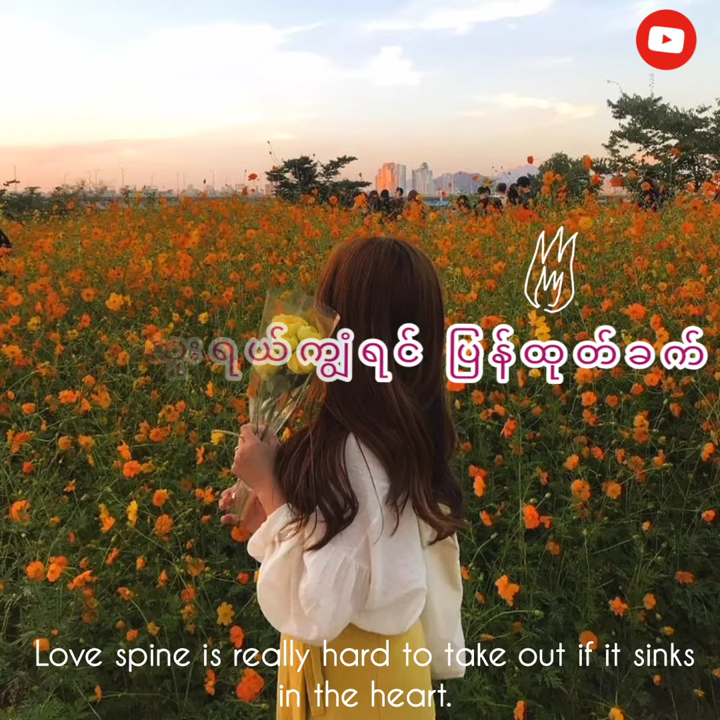 ရယ်ကျွံရင် ပြန်ထုတ်ခက်
Love spine is really hard to take out if it sinks
in the heart.